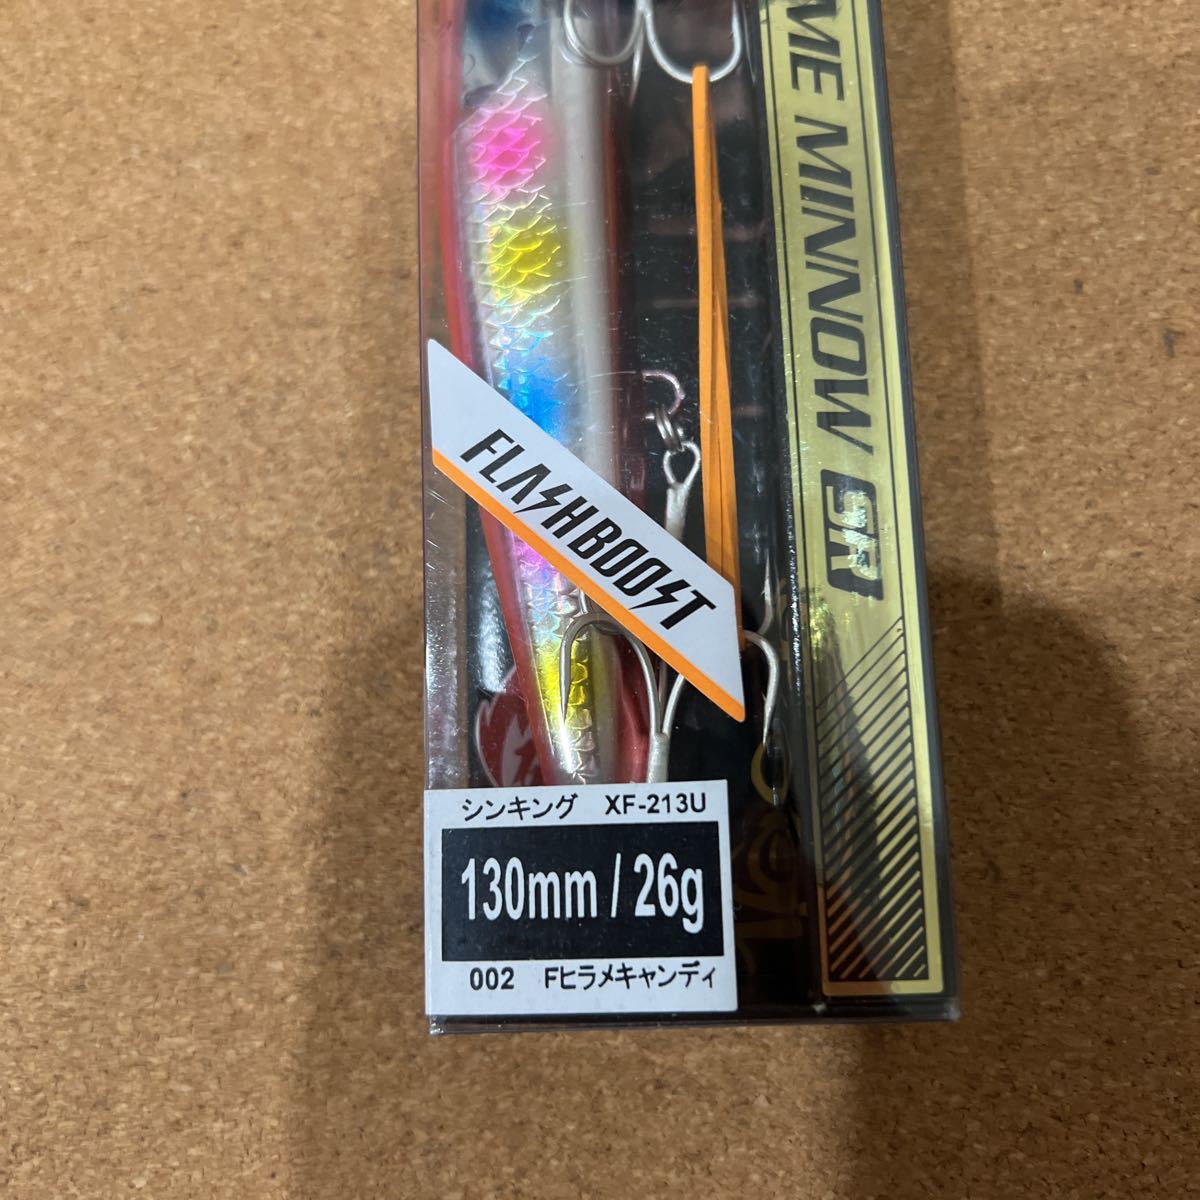 ME MINNOW SR
FLASHBOOST
シンキング XF-213U
130mm / 26g
002 Fヒラメキャンディ